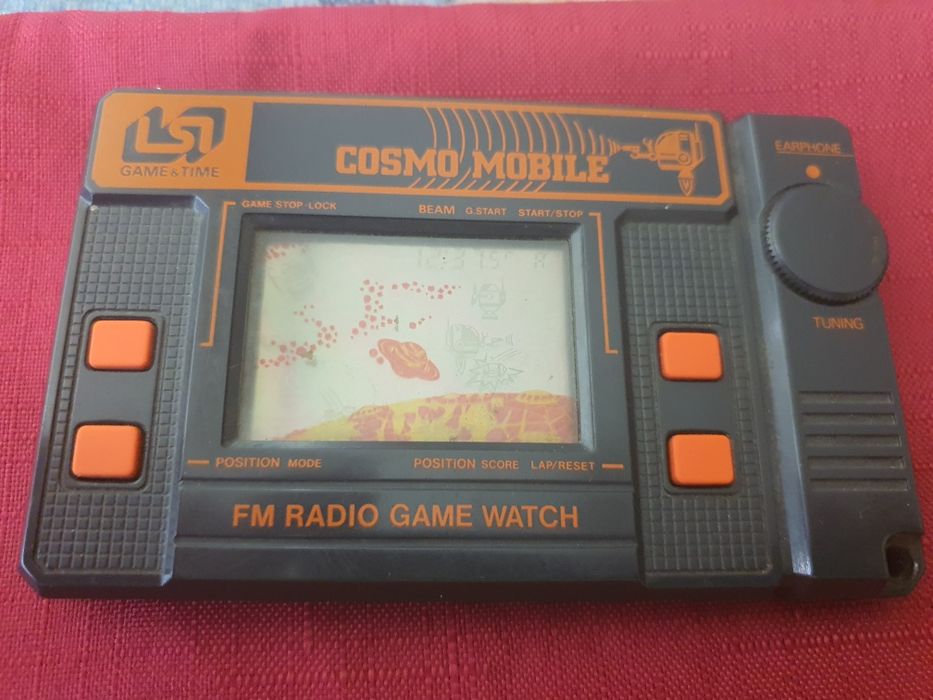 LSI
GAME & TIME
COSMO MOBILE
EARPHONE
GAME STOP-LOCK
BEAM G.START START/STOP
TUNING
POSITION MODE
POSITION SCORE LAP/RESET
FM RADIO GAME WATCH